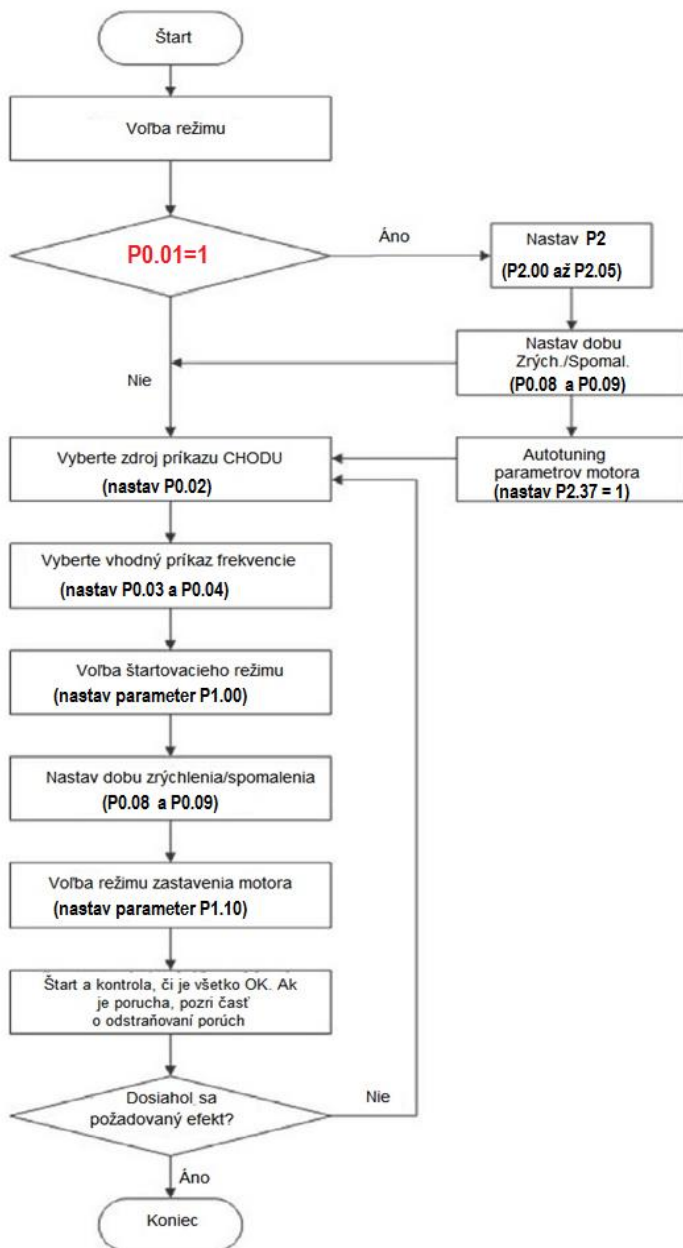 Štart
Voľba režimu
P0.01=1
Áno
Nastav P2
(P2.00 až P2.05)
Nastav dobu
Zrých./Spomal.
(P0.08 a P0.09)
Nie
Autotuning
parametrov motora
(nastav P2.37 = 1)
Vyberte zdroj príkazu CHODU
(nastav P0.02)
Vyberte vhodný príkaz frekvencie
(nastav P0.03 a P0.04)
Voľba štartovacieho režimu
(nastav parameter P1.00)
Nastav dobu zrýchlenia/spomalenia
(P0.08 a P0.09)
Voľba režimu zastavenia motora
(nastav parameter P1.10)
Štart a kontrola, či je všetko OK. Ak
je porucha, pozri časť
o odstraňovaní porúch
Dosiahol sa
požadovaný efekt?
Nie
Áno
Koniec